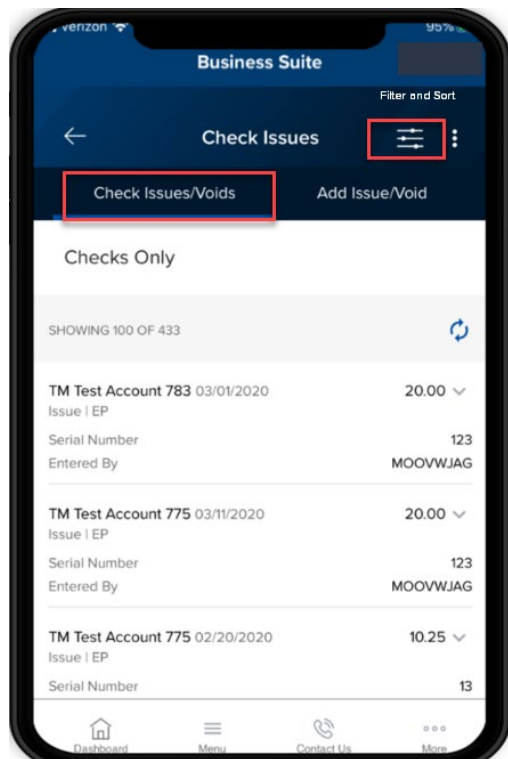 verizon 95%
Business Suite
Filter and Sort
Check Issues
Check Issues/Voids Add Issue/Void
Checks Only
SHOWING 100 OF 433
TM Test Account 783 03/01/2020 20.00
Issue | EP
Serial Number 123
Entered By MOOVWJAG
TM Test Account 775 03/11/2020 20.00
Issue | EP
Serial Number 123
Entered By MOOVWJAG
TM Test Account 775 02/20/2020 10.25
Issue | EP
Serial Number 13
Dashboard Menu Contact Us More